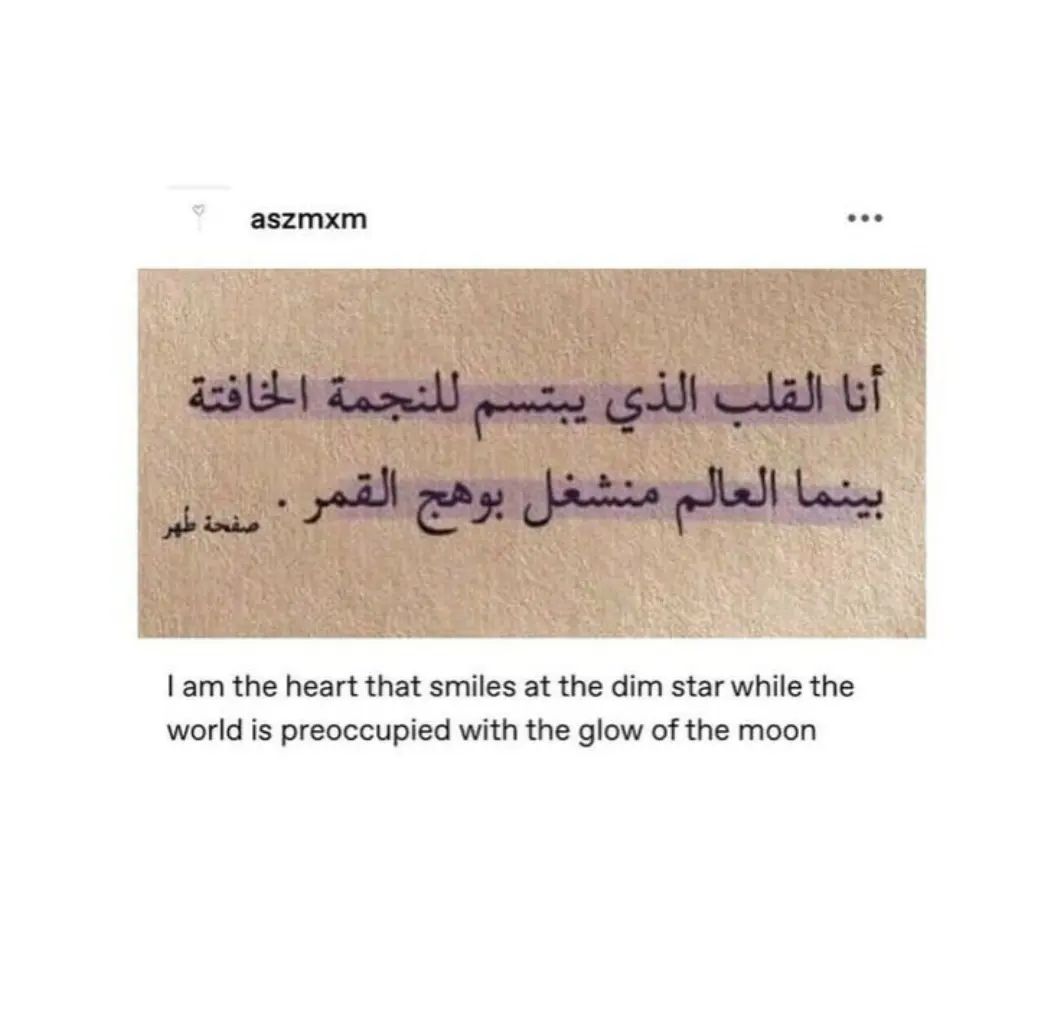 aszmxm
أنا القلب الذي يبتسم للنجمة الخافتة
بينما العالم منشغل بوهج القمر .
صفحة طُهر
I am the heart that smiles at the dim star while the
world is preoccupied with the glow of the moon